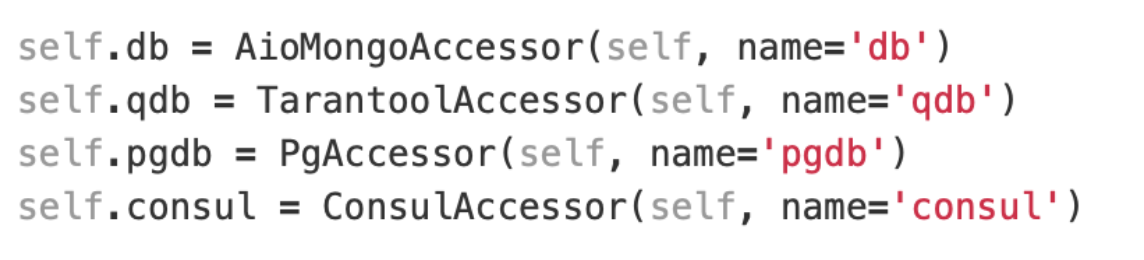 self.db = AioMongoAccessor(self, name='db')
self.qdb = TarantoolAccessor(self, name='qdb')
self.pgdb = PgAccessor(self, name='pgdb')
self.consul = ConsulAccessor(self, name='consul')